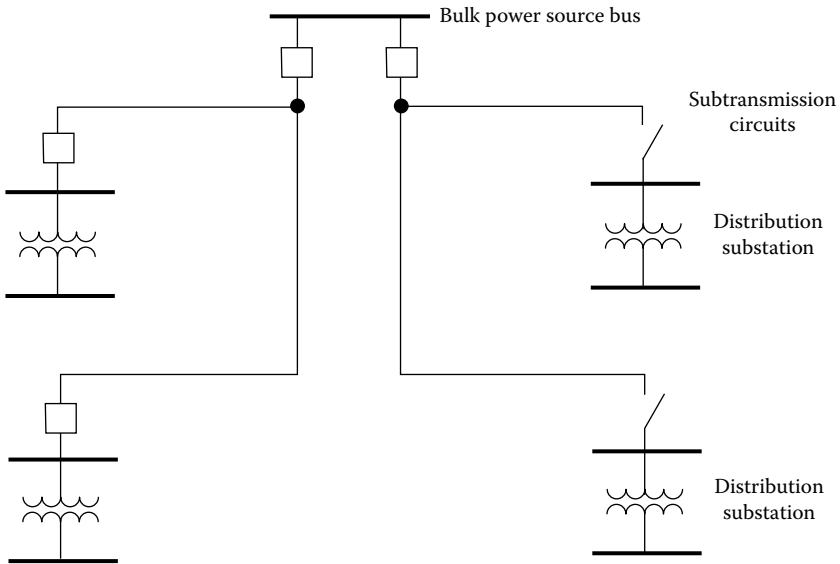 Bulk power source bus
Subtransmission
circuits
Distribution
substation
Distribution
substation